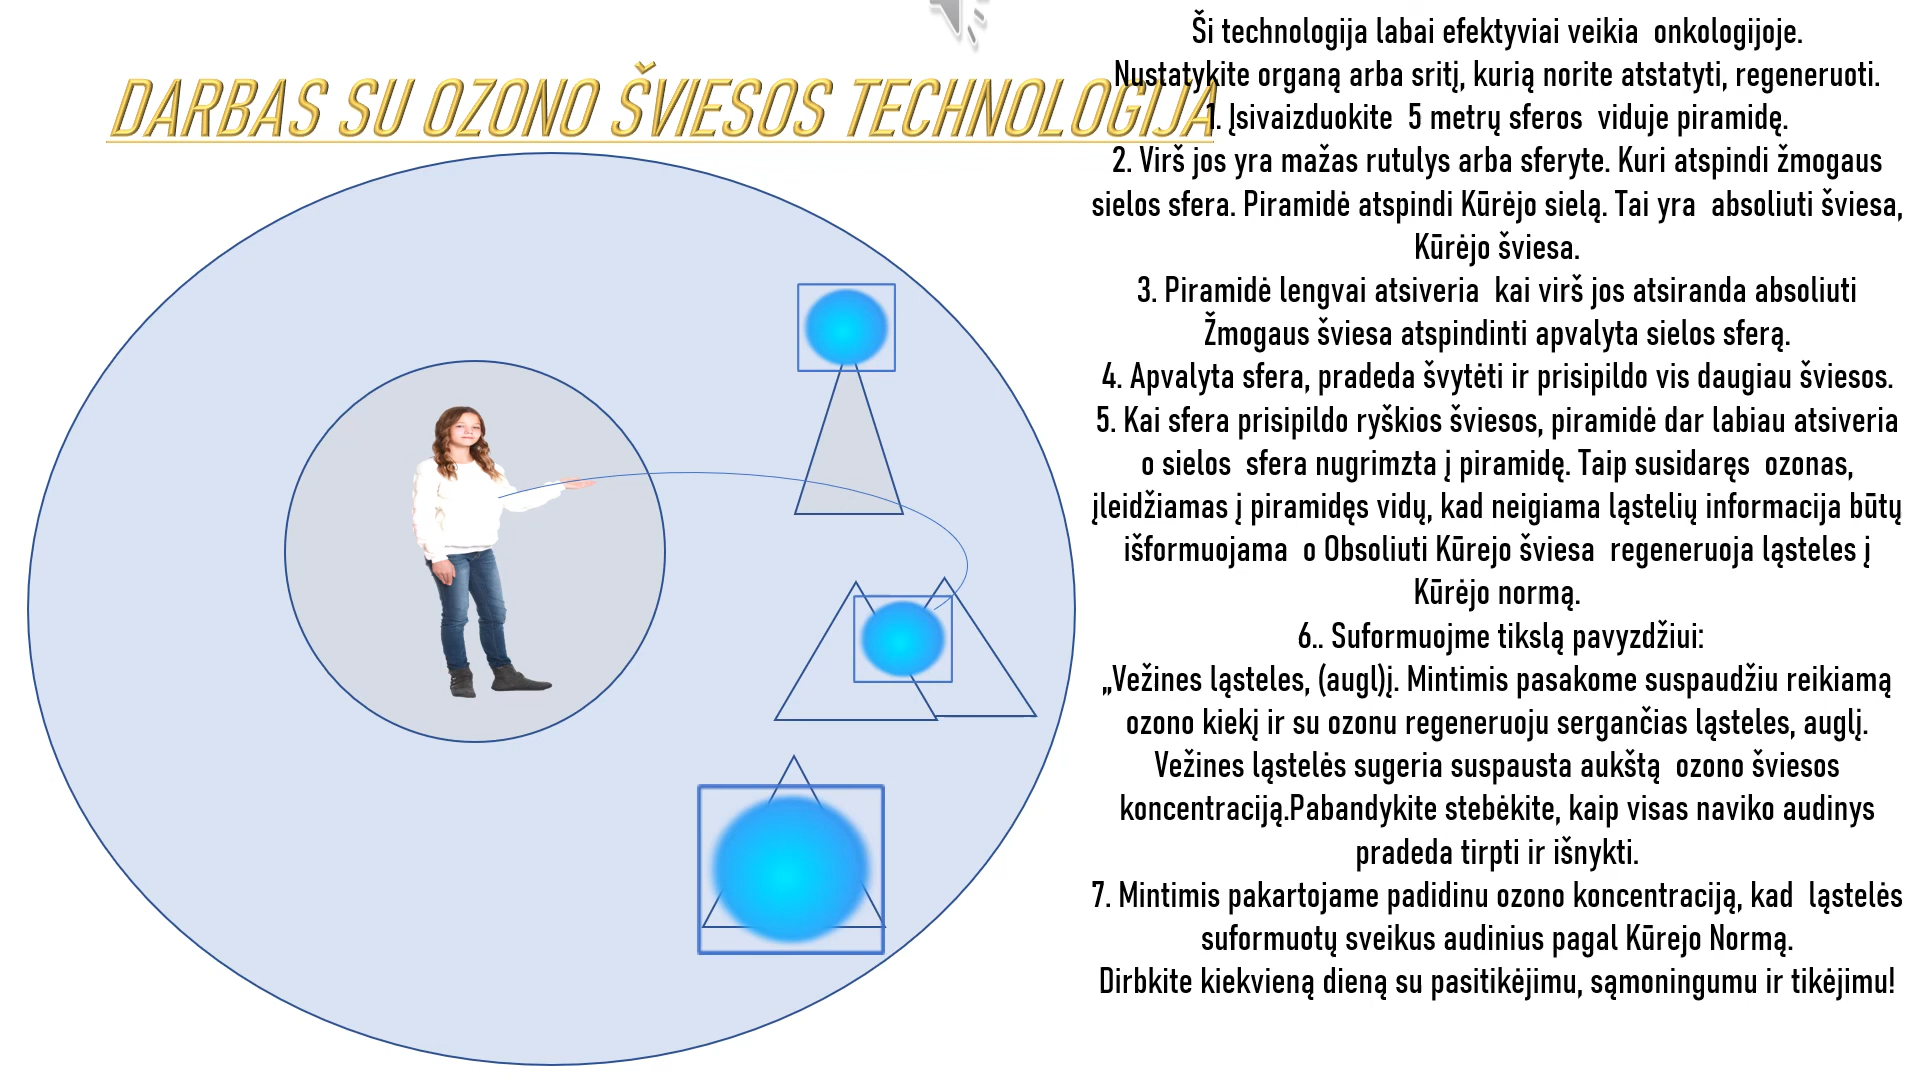 DARBAS SU OZONO ŠVIESOS TECHNOLOGIJA
Ši technologija labai efektyviai veikia  onkologijoje.
Nustatykite organą arba sritį, kurią norite atstatyti, regeneruoti.
1. Įsivaizduokite  5 metrų sferos  viduje piramidę.
2. Virš jos yra mažas rutulys arba sferyte. Kuri atspindi žmogaus
sielos sfera. Piramidė atspindi Kūrėjo sielą. Tai yra  absoliuti šviesa,
Kūrėjo šviesa.
3. Piramidė lengvai atsiveria  kai virš jos atsiranda absoliuti
Žmogaus šviesa atspindinti apvalyta sielos sferą.
4. Apvalyta sfera, pradeda švytėti ir prisipildo vis daugiau šviesos.
5. Kai sfera prisipildo ryškios šviesos, piramidė dar labiau atsiveria
o sielos  sfera nugrimzta į piramidę. Taip susidaręs  ozonas,
įleidžiamas į piramidęs vidų, kad neigiama ląstelių informacija būtų
išformuojama  o Obsoliuti Kūrejo šviesa  regeneruoja ląsteles į
Kūrėjo normą.
6.. Suformuojme tikslą pavyzdžiui:
„Vežines ląsteles, (augl)į. Mintimis pasakome suspaudžiu reikiamą
ozono kiekį ir su ozonu regeneruoju sergančias ląsteles, auglį.
Vežines ląstelės sugeria suspausta aukštą  ozono šviesos
koncentraciją.Pabandykite stebėkite, kaip visas naviko audinys
pradeda tirpti ir išnykti.
7. Mintimis pakartojame padidinu ozono koncentraciją, kad  ląstelės
suformuotų sveikus audinius pagal Kūrejo Normą.
Dirbkite kiekvieną dieną su pasitikėjimu, sąmoningumu ir tikėjimu!